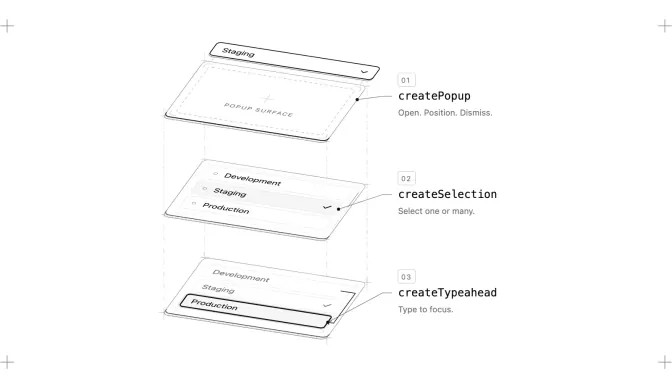 Staging
POPUP SURFACE
01
createPopup
Open. Position. Dismiss.
Development
Staging
Production
02
createSelection
Select one or many.
Development
Staging
Production
03
createTypeahead
Type to focus.